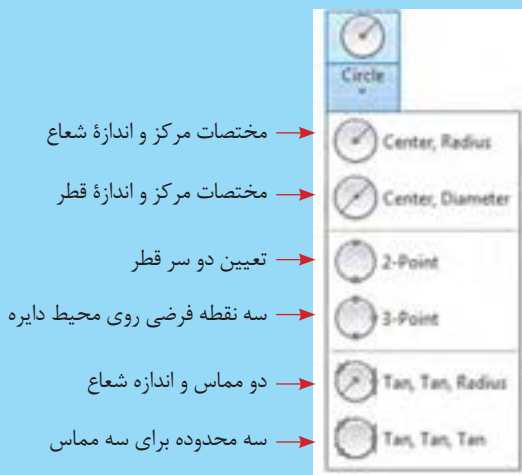 Circle
مختصات مرکز و اندازهٔ شعاع
Center, Radius
مختصات مرکز و اندازهٔ قطر
Center, Diameter
تعیین دو سر قطر
2-Point
سه نقطه فرضی روی محیط دایره
3-Point
دو مماس و اندازه شعاع
Tan, Tan, Radius
سه محدوده برای سه مماس
Tan, Tan, Tan